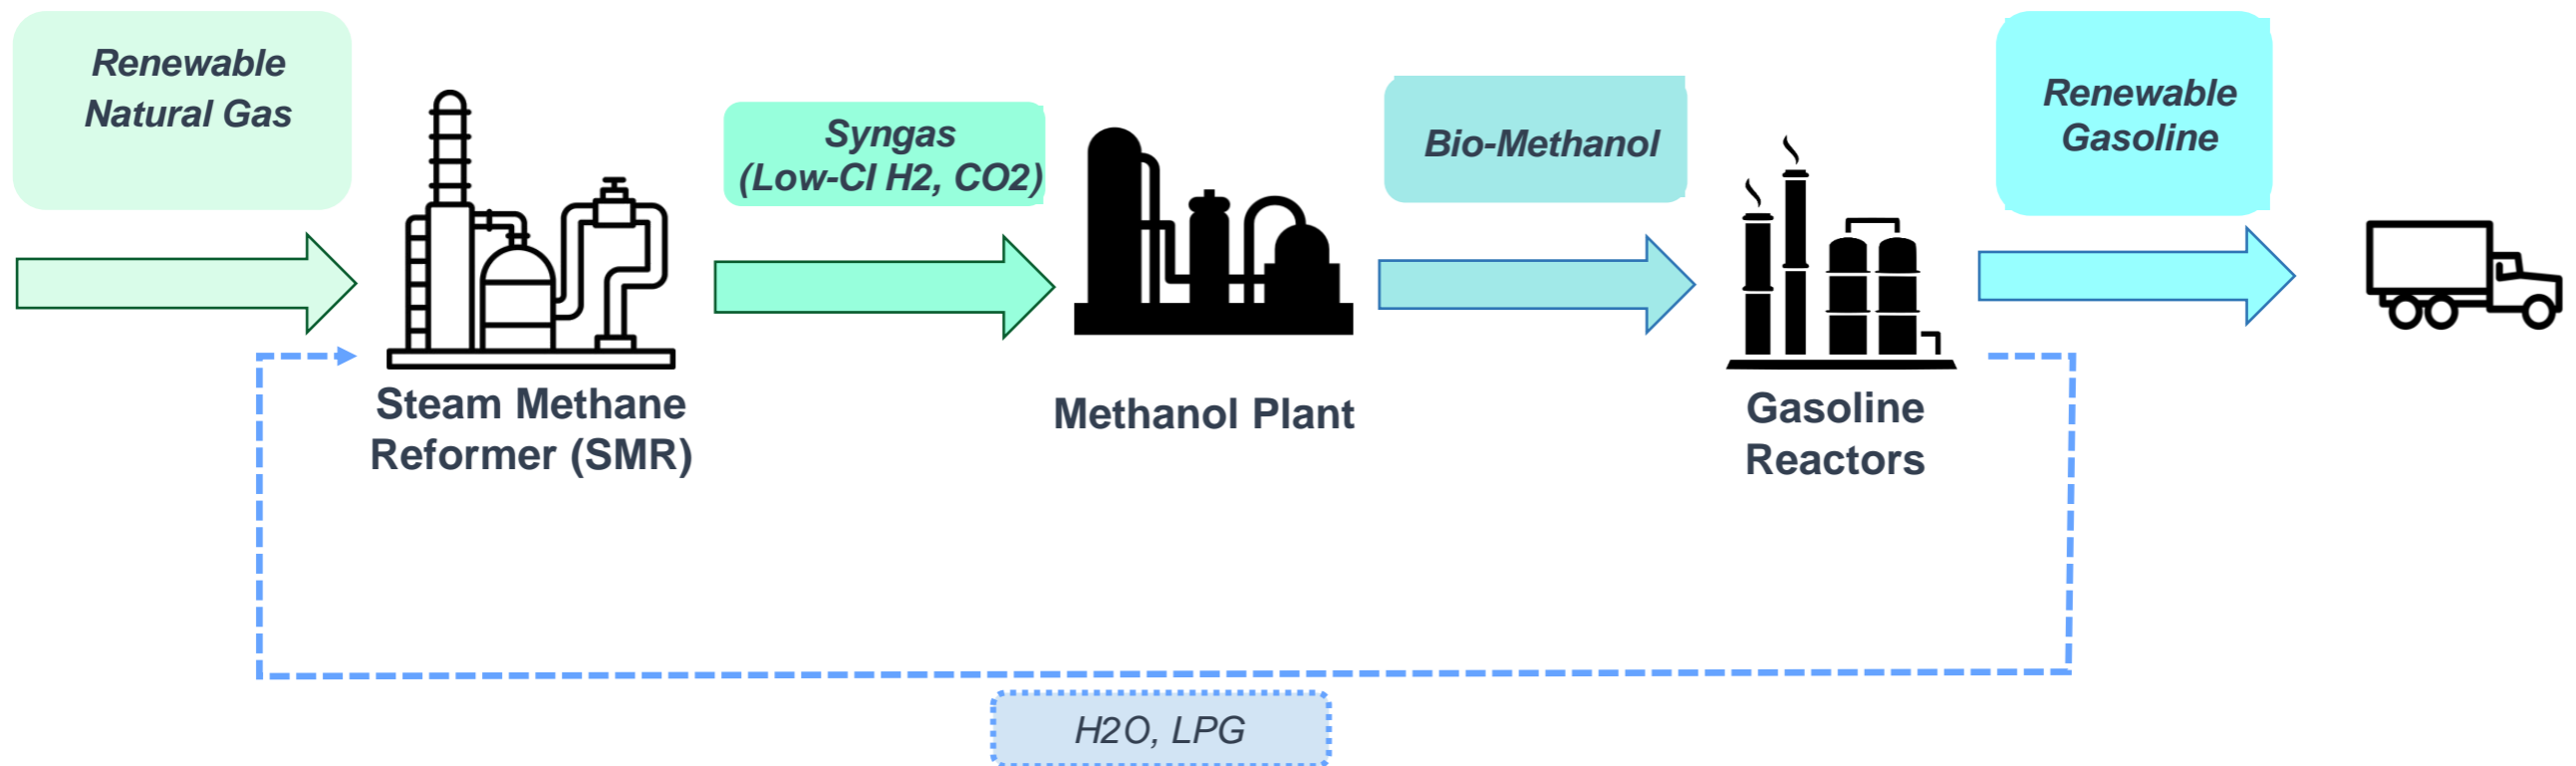 Renewable
Natural Gas
Syngas
(Low-CI H2, CO2)
Bio-Methanol
Renewable
Gasoline
Steam Methane
Reformer (SMR)
Methanol Plant
Gasoline
Reactors
H2O, LPG